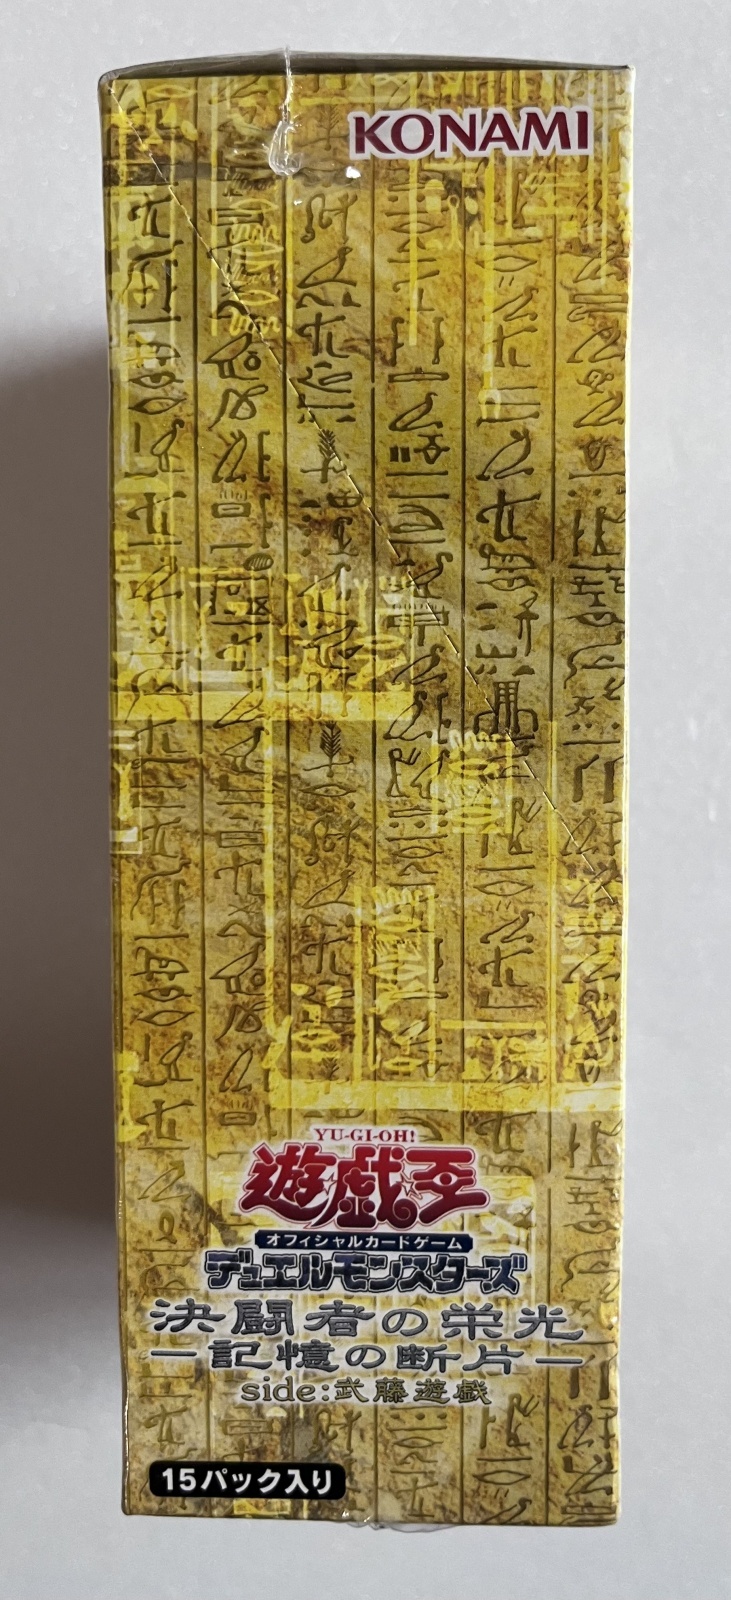 KONAMI
YU-GI-OH!
遊戯王
オフィシャルカードゲーム
デュエルモンスターズ
決闘者の栄光
―記憶の断片―
side:武藤遊戯
15パック入り